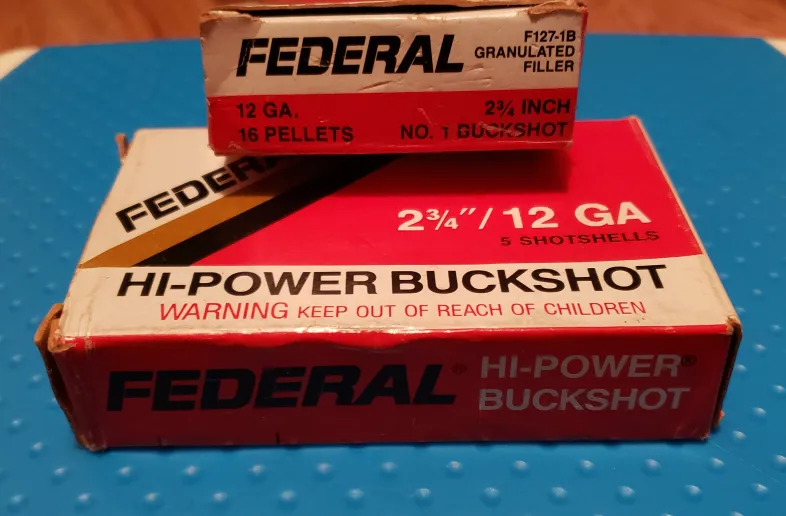 FEDERAL
F127-1B
GRANULATED
FILLER
12 GA.
2¾ INCH
16 PELLETS
NO. 1 BUCKSHOT
FEDERA
2¾"/12 GA
5 SHOTSHELLS
HI-POWER BUCKSHOT
WARNING KEEP OUT OF REACH OF CHILDREN
FEDERAL®
HI-POWER®
BUCKSHOT